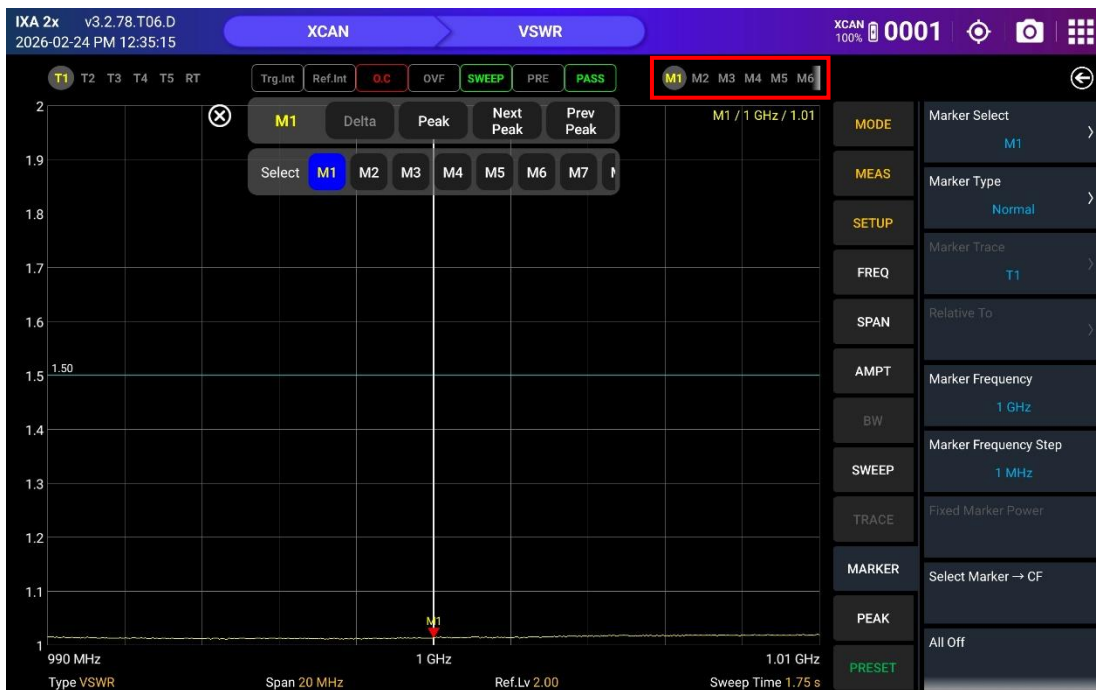 IXA 2x v3.2.78.T06.D
2026-02-24 PM 12:35:15
XCAN VSWR
XCAN 100% 0001
T1 T2 T3 T4 T5 RT
Trg.Int Ref.Int O.C OVF SWEEP PRE PASS
M1 M2 M3 M4 M5 M6
M1 Delta Peak Next Peak Prev Peak
M1 / 1 GHz / 1.01
Select M1 M2 M3 M4 M5 M6 M7
2
1.9
1.8
1.7
1.6
1.50
1.5
1.4
1.3
1.2
1.1
M1
1
990 MHz 1 GHz 1.01 GHz
Type VSWR Span 20 MHz Ref.Lv 2.00 Sweep Time 1.75 s
MODE
MEAS
SETUP
FREQ
SPAN
AMPT
BW
SWEEP
TRACE
MARKER
PEAK
PRESET
Marker Select
M1
Marker Type
Normal
Marker Trace
T1
Relative To
Marker Frequency
1 GHz
Marker Frequency Step
1 MHz
Fixed Marker Power
Select Marker → CF
All Off